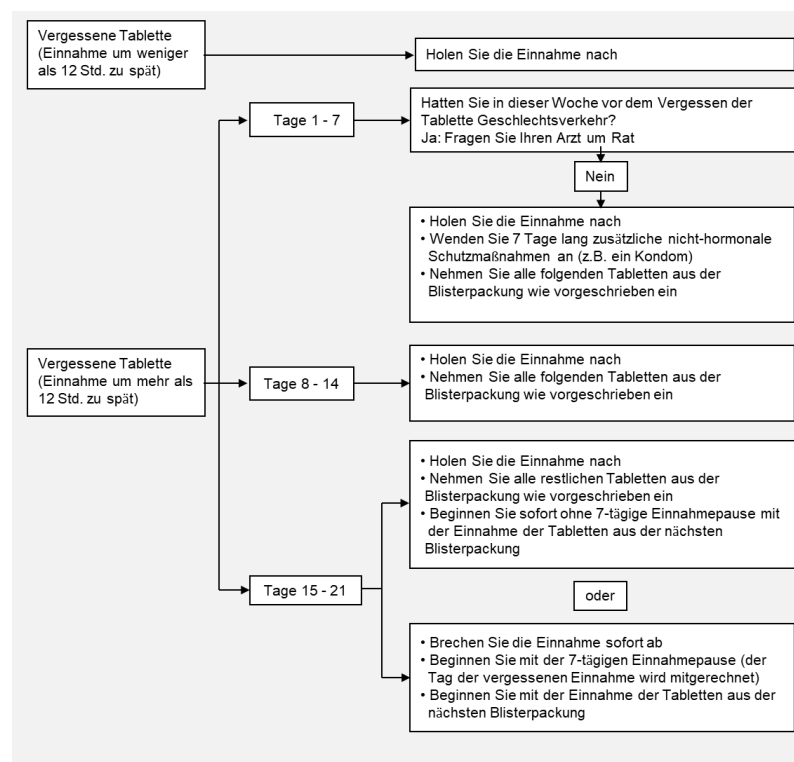 Vergessene Tablette
(Einnahme um weniger
als 12 Std. zu spät)
Holen Sie die Einnahme nach
Tage 1 - 7
Hatten Sie in dieser Woche vor dem Vergessen der
Tablette Geschlechtsverkehr?
Ja: Fragen Sie Ihren Arzt um Rat
Nein
• Holen Sie die Einnahme nach
• Wenden Sie 7 Tage lang zusätzliche nicht-hormonale
Schutzmaßnahmen an (z.B. ein Kondom)
• Nehmen Sie alle folgenden Tabletten aus der
Blisterpackung wie vorgeschrieben ein
Vergessene Tablette
(Einnahme um mehr als
12 Std. zu spät)
Tage 8 - 14
• Holen Sie die Einnahme nach
• Nehmen Sie alle folgenden Tabletten aus der
Blisterpackung wie vorgeschrieben ein
Tage 15 - 21
• Holen Sie die Einnahme nach
• Nehmen Sie alle restlichen Tabletten aus der
Blisterpackung wie vorgeschrieben ein
• Beginnen Sie sofort ohne 7-tägige Einnahmepause mit
der Einnahme der Tabletten aus der nächsten
Blisterpackung
oder
• Brechen Sie die Einnahme sofort ab
• Beginnen Sie mit der 7-tägigen Einnahmepause (der
Tag der vergessenen Einnahme wird mitgerechnet)
• Beginnen Sie mit der Einnahme der Tabletten aus der
nächsten Blisterpackung